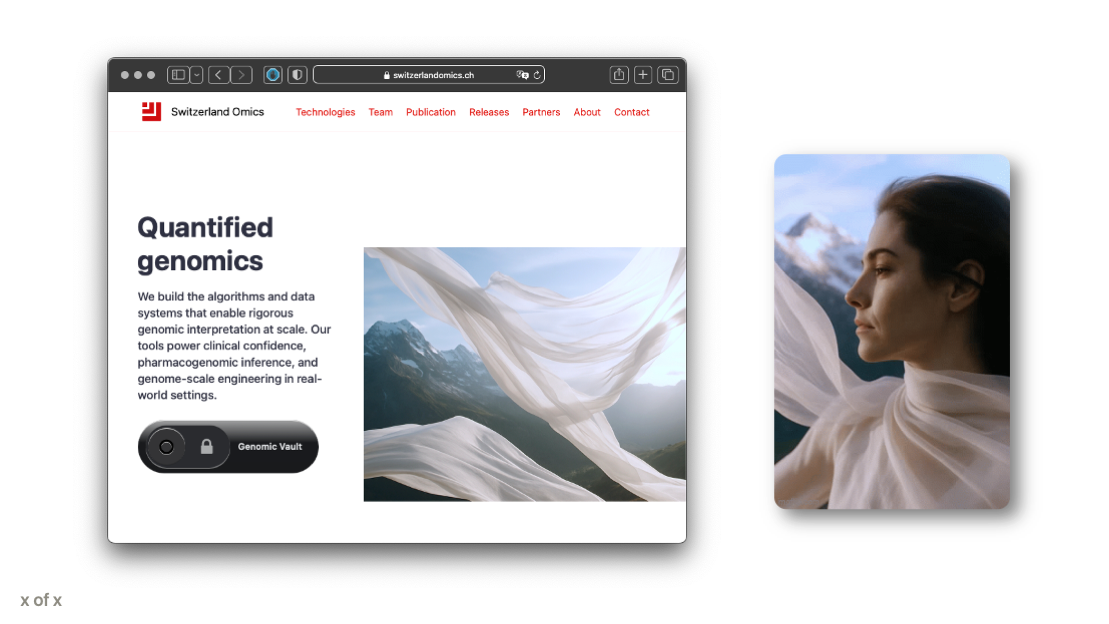 switzerlandomics.ch
Switzerland Omics
Technologies
Team
Publication
Releases
Partners
About
Contact
Quantified
genomics
We build the algorithms and data
systems that enable rigorous
genomic interpretation at scale. Our
tools power clinical confidence,
pharmacogenomic inference, and
genome-scale engineering in real-
world settings.
Genomic Vault
x of x